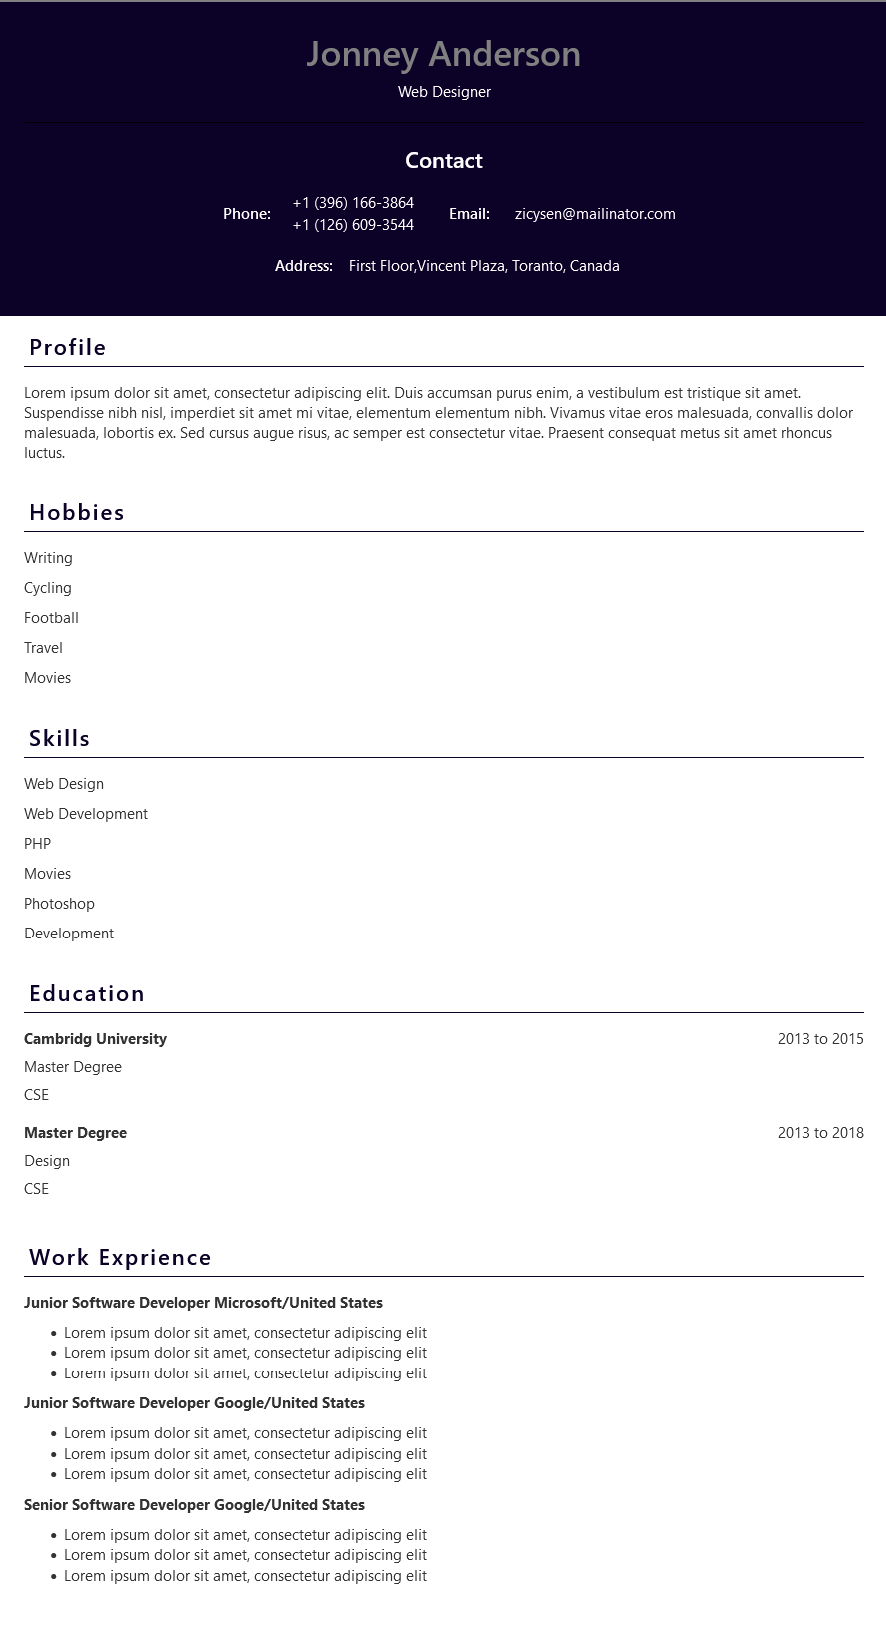 Jonney Anderson
Web Designer
Contact
Phone:
+1 (396) 166-3864
+1 (126) 609-3544
Email:
zicysen@mailinator.com
Address: First Floor,Vincent Plaza, Toranto, Canada
Profile
Lorem ipsum dolor sit amet, consectetur adipiscing elit. Duis accumsan purus enim, a vestibulum est tristique sit amet.
Suspendisse nibh nisl, imperdiet sit amet mi vitae, elementum elementum nibh. Vivamus vitae eros malesuada, convallis dolor
malesuada, lobortis ex. Sed cursus augue risus, ac semper est consectetur vitae. Praesent consequat metus sit amet rhoncus
luctus.
Hobbies
Writing
Cycling
Football
Travel
Movies
Skills
Web Design
Web Development
PHP
Movies
Photoshop
Development
Education
Cambridg University 2013 to 2015
Master Degree
CSE
Master Degree 2013 to 2018
Design
CSE
Work Exprience
Junior Software Developer Microsoft/United States
• Lorem ipsum dolor sit amet, consectetur adipiscing elit
• Lorem ipsum dolor sit amet, consectetur adipiscing elit
• Lorem ipsum dolor sit amet, consectetur adipiscing elit
Junior Software Developer Google/United States
• Lorem ipsum dolor sit amet, consectetur adipiscing elit
• Lorem ipsum dolor sit amet, consectetur adipiscing elit
• Lorem ipsum dolor sit amet, consectetur adipiscing elit
Senior Software Developer Google/United States
• Lorem ipsum dolor sit amet, consectetur adipiscing elit
• Lorem ipsum dolor sit amet, consectetur adipiscing elit
• Lorem ipsum dolor sit amet, consectetur adipiscing elit